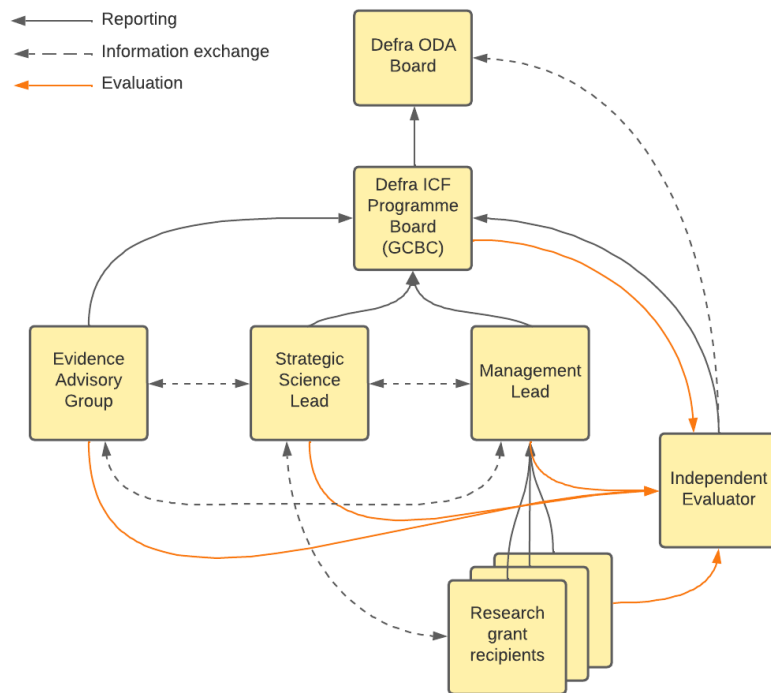 Reporting
Information exchange
Evaluation
Defra ODA
Board
Defra ICF
Programme
Board
(GCBC)
Evidence
Advisory
Group
Strategic
Science
Lead
Management
Lead
Independent
Evaluator
Research
grant
recipients